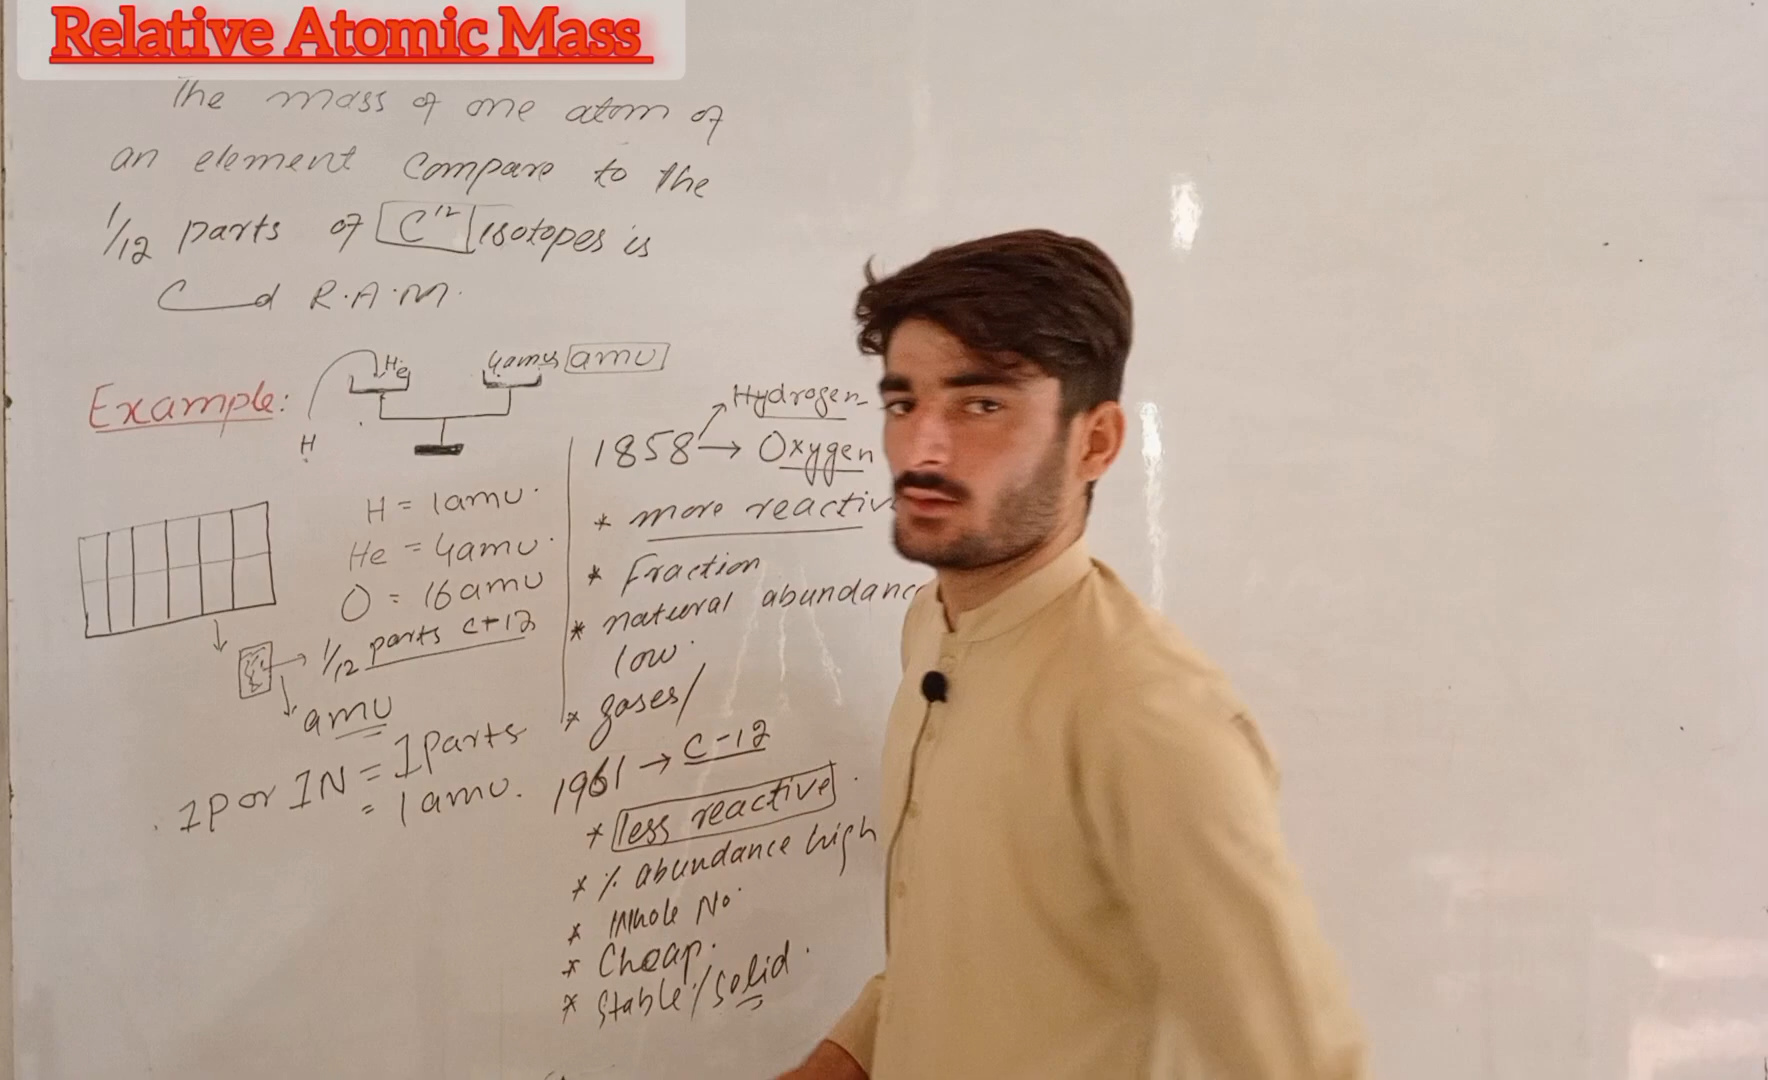 Relative Atomic Mass
The mass of one atom of
an element compare to the
1/12 parts of C12 isotopes is
C d R.A.M.
Example:
He
4amu amu
H
H = 1amu.
He = 4amu.
O = 16amu
1/12 parts C-12
amu
1P or 1N = 1parts
= 1amu.
1858 → Hydrogen
→ Oxygen
* more reactiv
* Fraction
* natural abundanc
low.
* gases/
1961 → C-12
* less reactive.
* % abundance high
* Whole No.
* Cheap.
* Stable/Solid.